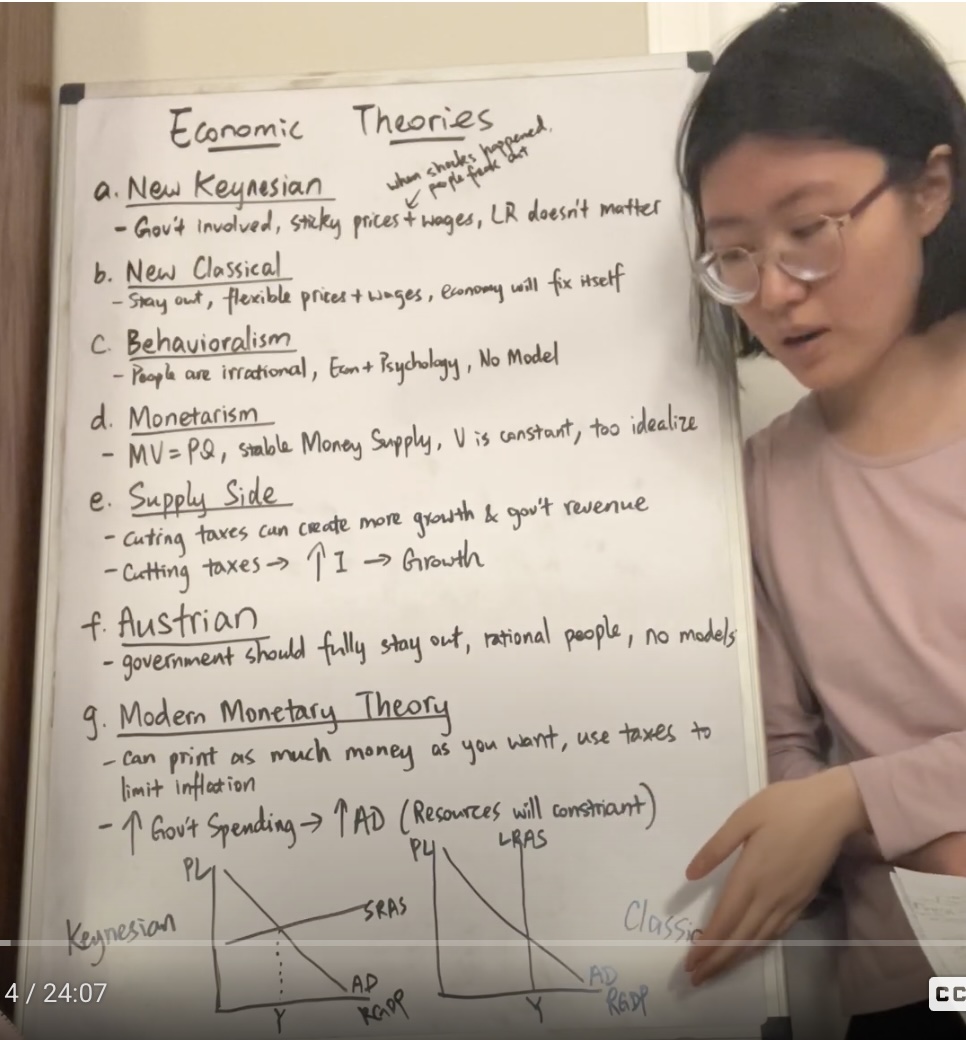 Economic Theories
when shocks happened.
people freak out
a. New Keynesian
- Gov't involved, sticky prices + wages, LR doesn't matter
b. New Classical
- Stay out, flexible prices + wages, economy will fix itself
c. Behavioralism
- People are irrational, Econ + Psychology, No Model
d. Monetarism
- MV = PQ, stable Money Supply, V is constant, too idealize
e. Supply Side
- cuting taxes can create more growth & gov't revenue
- Cutting taxes → ↑ I → Growth
f. Austrian
- government should fully stay out, rational people, no models
g. Modern Monetary Theory
- can print as much money as you want, use taxes to
limit inflation
- ↑ Gov't Spending → ↑ AD (Resources will constriant)
PL
SRAS
Keynesian
AD
RGDP
Y
PL
LRAS
Classic
AD
RGDP
Y
4 / 24:07
CC